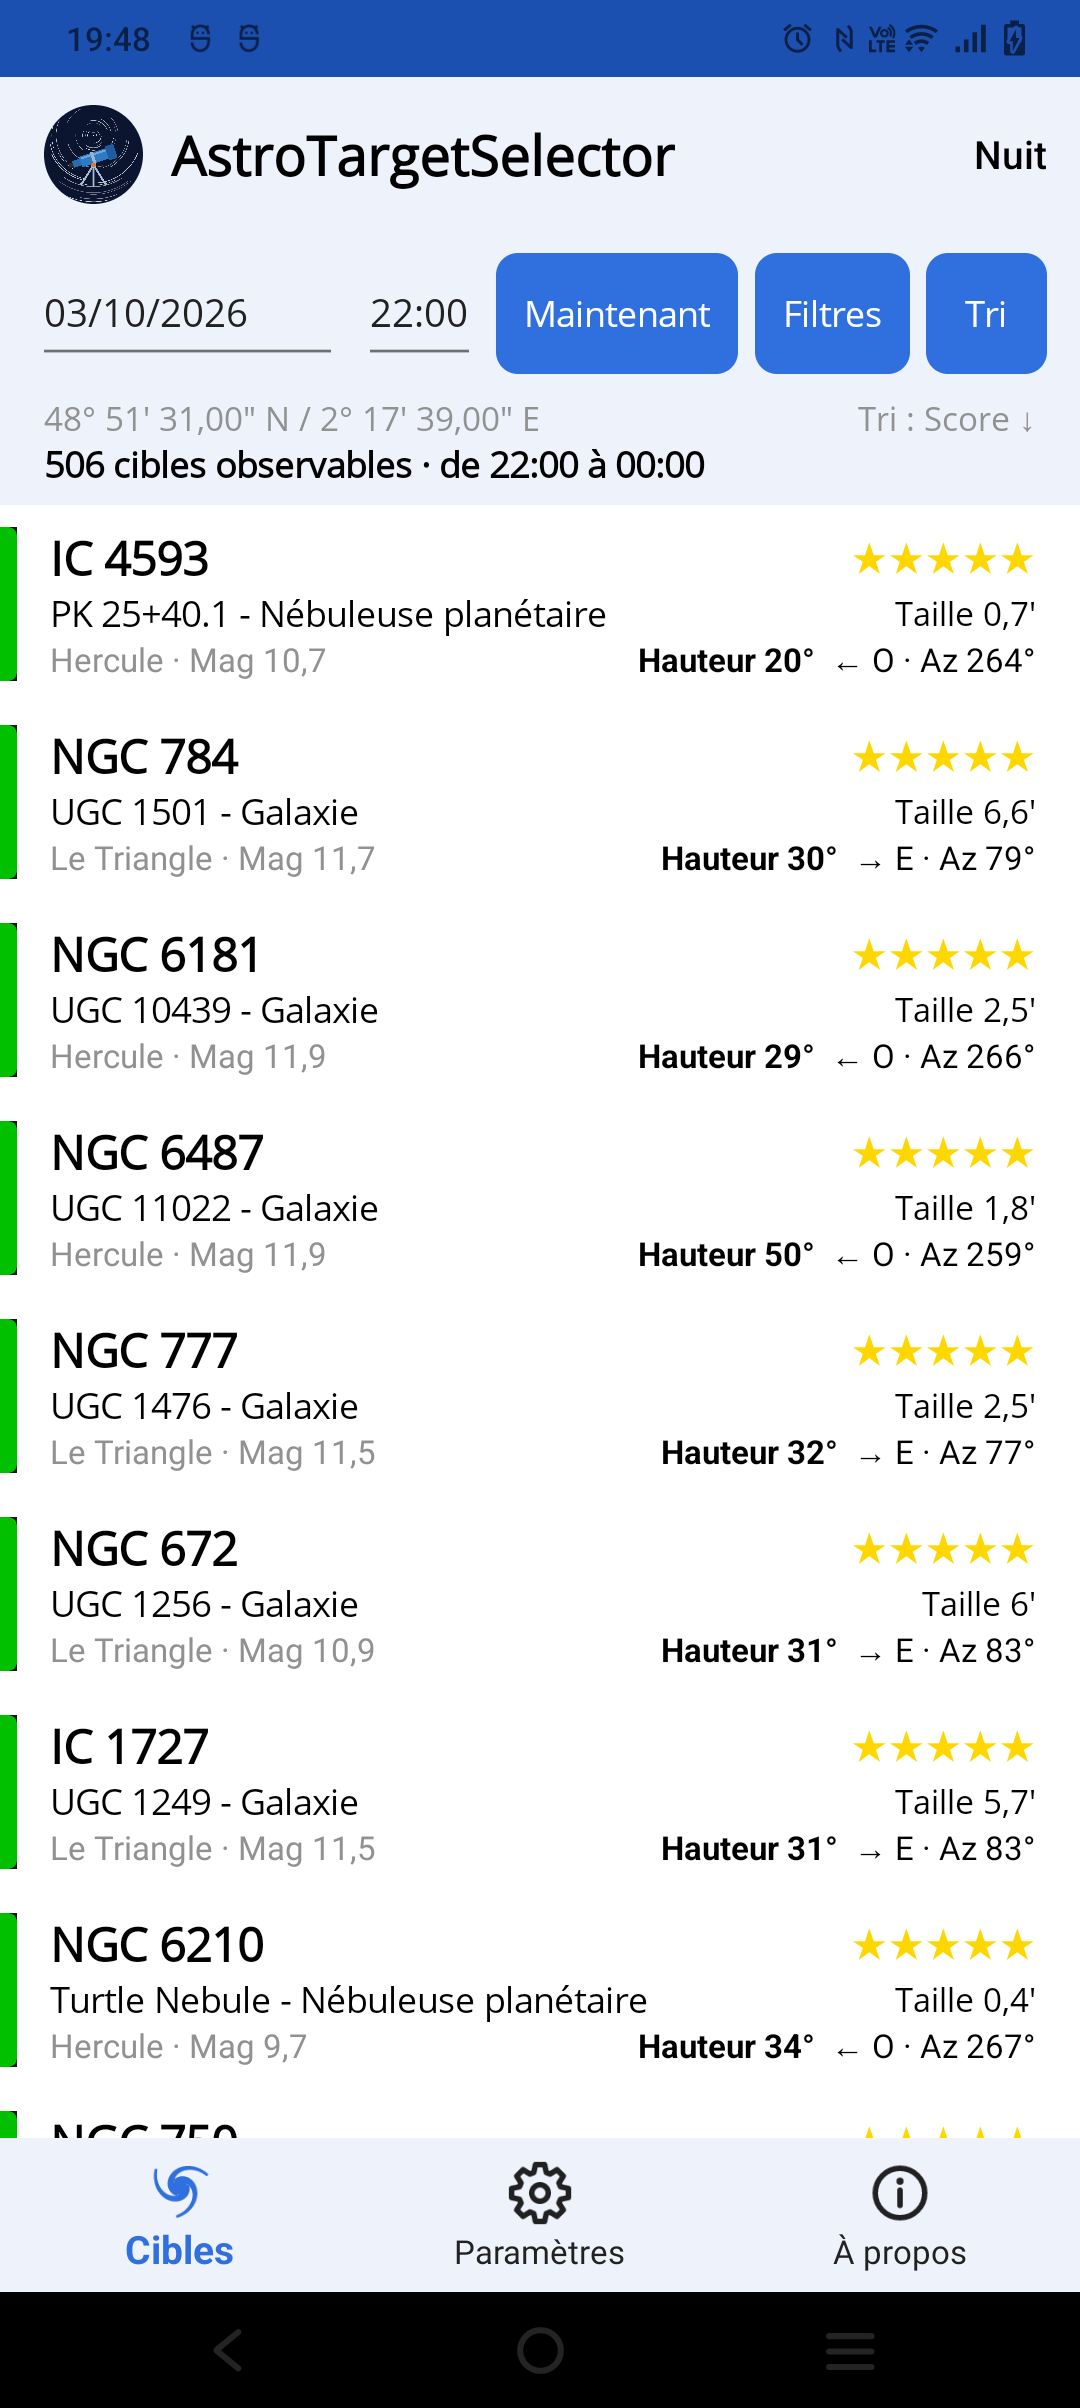 19:48
VoLTE
AstroTargetSelector
Nuit
03/10/2026 22:00 Maintenant Filtres Tri
48° 51' 31,00" N / 2° 17' 39,00" E Tri : Score ↓
506 cibles observables · de 22:00 à 00:00
IC 4593 ★★★★★
PK 25+40.1 - Nébuleuse planétaire Taille 0,7'
Hercule · Mag 10,7 Hauteur 20° ← O · Az 264°
NGC 784 ★★★★★
UGC 1501 - Galaxie Taille 6,6'
Le Triangle · Mag 11,7 Hauteur 30° → E · Az 79°
NGC 6181 ★★★★★
UGC 10439 - Galaxie Taille 2,5'
Hercule · Mag 11,9 Hauteur 29° ← O · Az 266°
NGC 6487 ★★★★★
UGC 11022 - Galaxie Taille 1,8'
Hercule · Mag 11,9 Hauteur 50° ← O · Az 259°
NGC 777 ★★★★★
UGC 1476 - Galaxie Taille 2,5'
Le Triangle · Mag 11,5 Hauteur 32° → E · Az 77°
NGC 672 ★★★★★
UGC 1256 - Galaxie Taille 6'
Le Triangle · Mag 10,9 Hauteur 31° → E · Az 83°
IC 1727 ★★★★★
UGC 1249 - Galaxie Taille 5,7'
Le Triangle · Mag 11,5 Hauteur 31° → E · Az 83°
NGC 6210 ★★★★★
Turtle Nebule - Nébuleuse planétaire Taille 0,4'
Hercule · Mag 9,7 Hauteur 34° ← O · Az 267°
NGC
Cibles Paramètres À propos